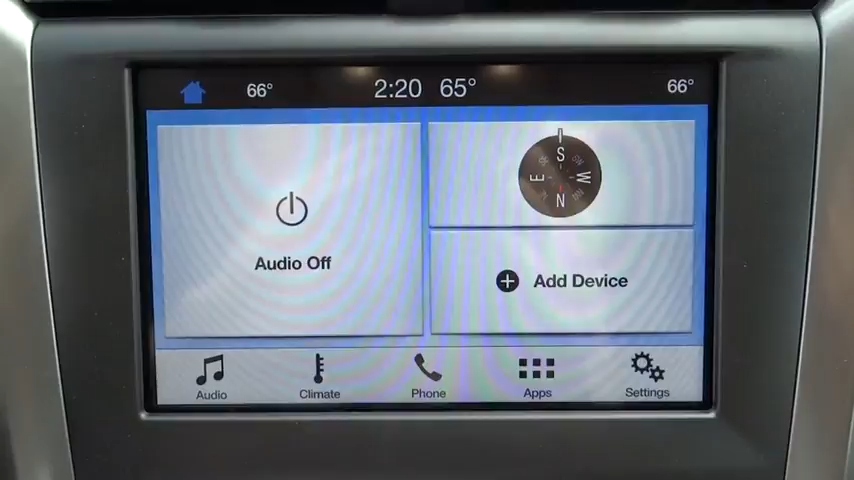 66° 2:20 65° 66°
Audio Off
S
E W
N
Add Device
Audio Climate Phone Apps Settings